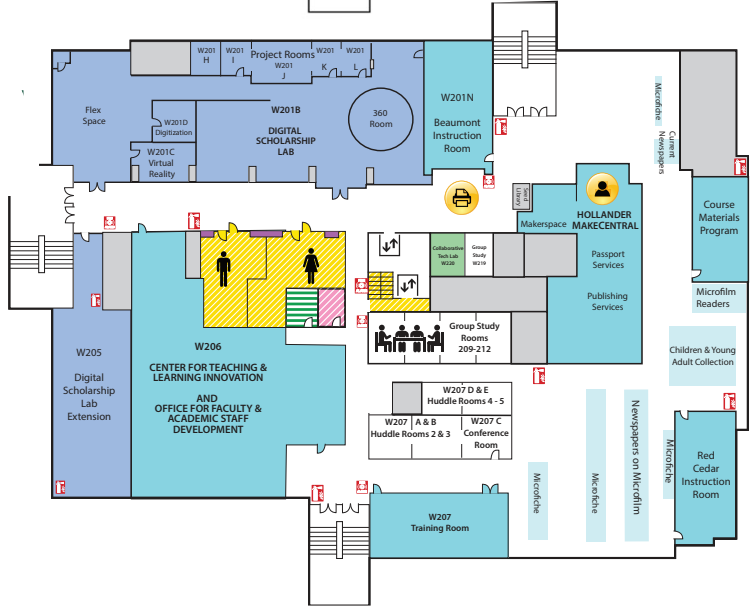 W201
H
W201
I
Project Rooms
W201
J
W201
K
W201
L
Flex
Space
W201D
Digitization
W201C
Virtual
Reality
W201B
DIGITAL
SCHOLARSHIP
LAB
360
Room
W201N
Beaumont
Instruction
Room
Microfiche
Current
Newspapers
Seed
Library
Makerspace
HOLLANDER
MAKECENTRAL
Passport
Services
Publishing
Services
Course
Materials
Program
Microfilm
Readers
Children & Young
Adult Collection
Collaborative
Tech Lab
W220
Group
Study
W219
Group Study
Rooms
209-212
W205
Digital
Scholarship
Lab
Extension
W206
CENTER FOR TEACHING &
LEARNING INNOVATION
AND
OFFICE FOR FACULTY &
ACADEMIC STAFF
DEVELOPMENT
W207 D & E
Huddle Rooms 4 - 5
W207 A & B
Huddle Rooms 2 & 3
W207 C
Conference
Room
W207
Training Room
Microfiche
Microfiche
Newspapers on Microfilm
Microfiche
Red
Cedar
Instruction
Room